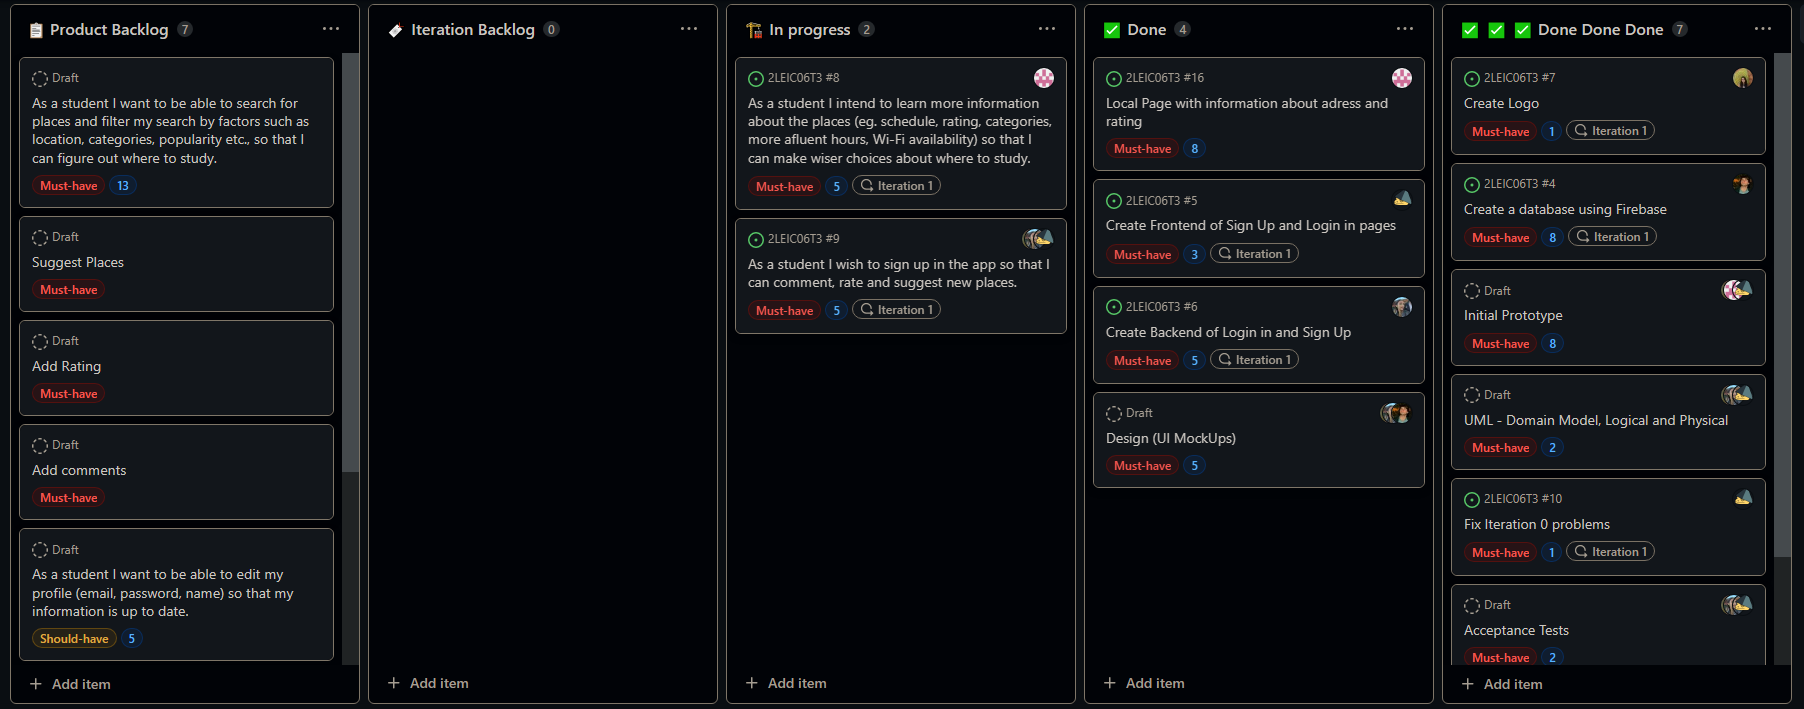 Product Backlog 7
Draft
As a student I want to be able to search for
places and filter my search by factors such as
location, categories, popularity etc., so that I
can figure out where to study.
Must-have 13
Draft
Suggest Places
Must-have
Draft
Add Rating
Must-have
Draft
Add comments
Must-have
Draft
As a student I want to be able to edit my
profile (email, password, name) so that my
information is up to date.
Should-have 5
+ Add item
Iteration Backlog 0
+ Add item
In progress 2
2LEIC06T3 #8
As a student I intend to learn more information
about the places (eg. schedule, rating, categories,
more afluent hours, Wi-Fi availability) so that I
can make wiser choices about where to study.
Must-have 5 Iteration 1
2LEIC06T3 #9
As a student I wish to sign up in the app so that I
can comment, rate and suggest new places.
Must-have 5 Iteration 1
+ Add item
Done 4
2LEIC06T3 #16
Local Page with information about adress and
rating
Must-have 8
2LEIC06T3 #5
Create Frontend of Sign Up and Login in pages
Must-have 3 Iteration 1
2LEIC06T3 #6
Create Backend of Login in and Sign Up
Must-have 5 Iteration 1
Draft
Design (UI MockUps)
Must-have 5
+ Add item
Done Done Done 7
2LEIC06T3 #7
Create Logo
Must-have 1 Iteration 1
2LEIC06T3 #4
Create a database using Firebase
Must-have 8 Iteration 1
Draft
Initial Prototype
Must-have 8
Draft
UML - Domain Model, Logical and Physical
Must-have 2
2LEIC06T3 #10
Fix Iteration 0 problems
Must-have 1 Iteration 1
Draft
Acceptance Tests
Must-have 2
+ Add item